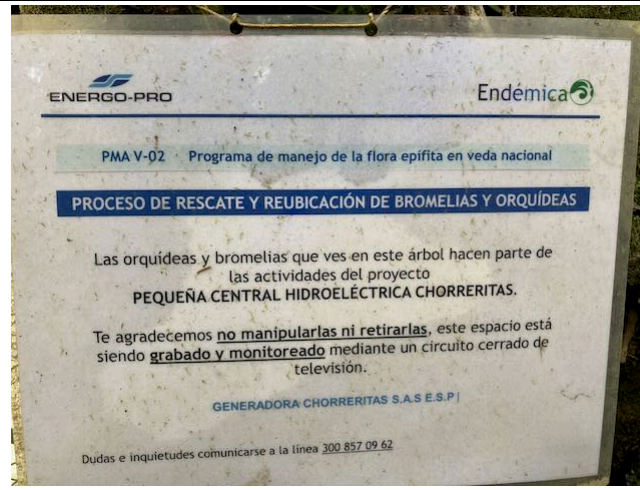 ENERGO-PRO
Endémica
PMA V-02 Programa de manejo de la flora epífita en veda nacional
PROCESO DE RESCATE Y REUBICACIÓN DE BROMELIAS Y ORQUÍDEAS
Las orquídeas y bromelias que ves en este árbol hacen parte de
las actividades del proyecto
PEQUEÑA CENTRAL HIDROELÉCTRICA CHORRERITAS.
Te agradecemos no manipularlas ni retirarlas, este espacio está
siendo grabado y monitoreado mediante un circuito cerrado de
televisión.
GENERADORA CHORRERITAS S.A.S E.S.P|
Dudas e inquietudes comunicarse a la línea 300 857 09 62